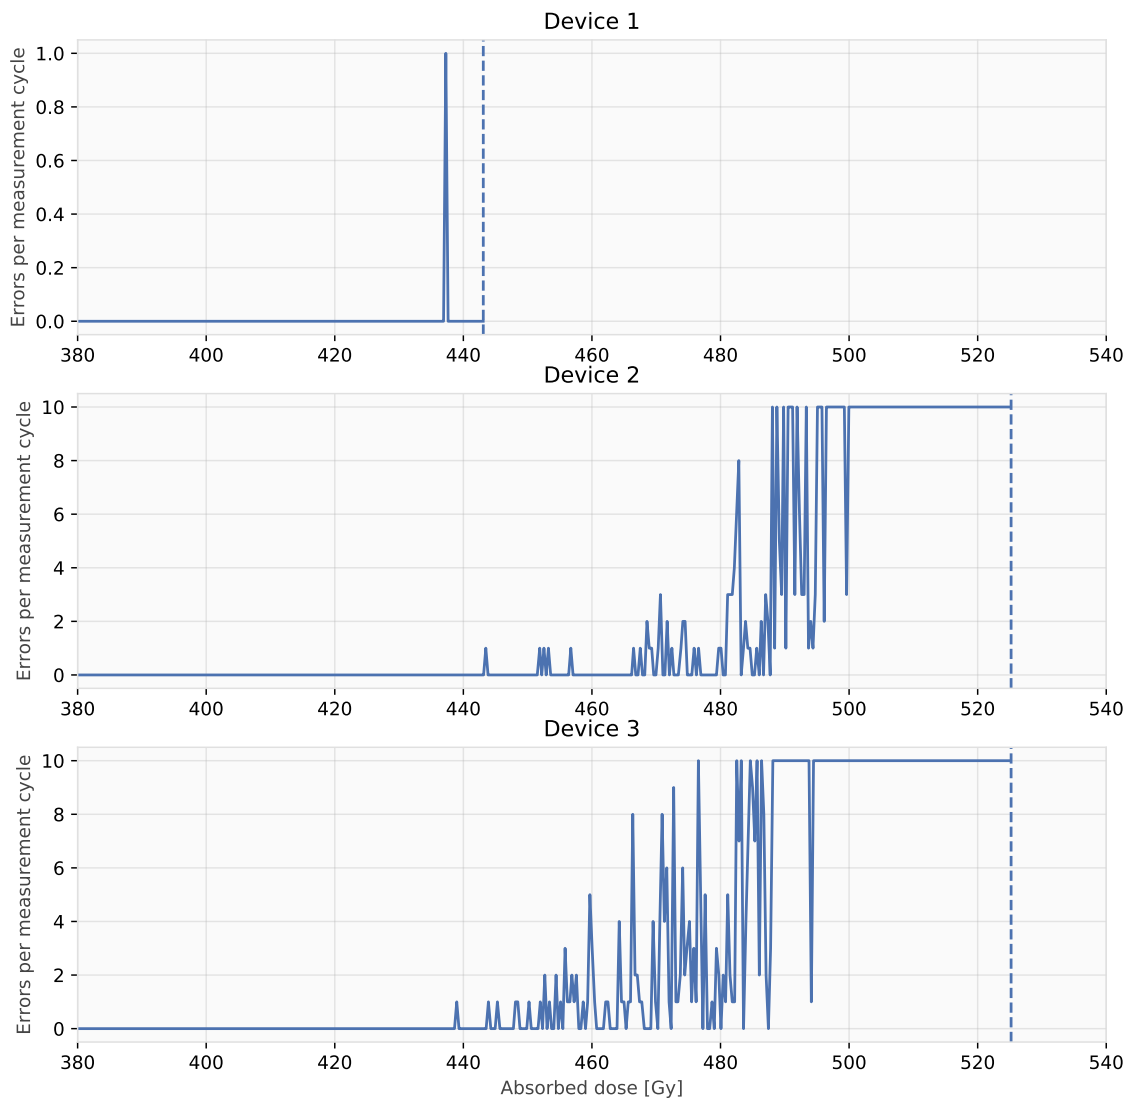 Device 1
Errors per measurement cycle
1.0
0.8
0.6
0.4
0.2
0.0
380 400 420 440 460 480 500 520 540
Device 2
Errors per measurement cycle
10
8
6
4
2
0
380 400 420 440 460 480 500 520 540
Device 3
Errors per measurement cycle
10
8
6
4
2
0
380 400 420 440 460 480 500 520 540
Absorbed dose [Gy]